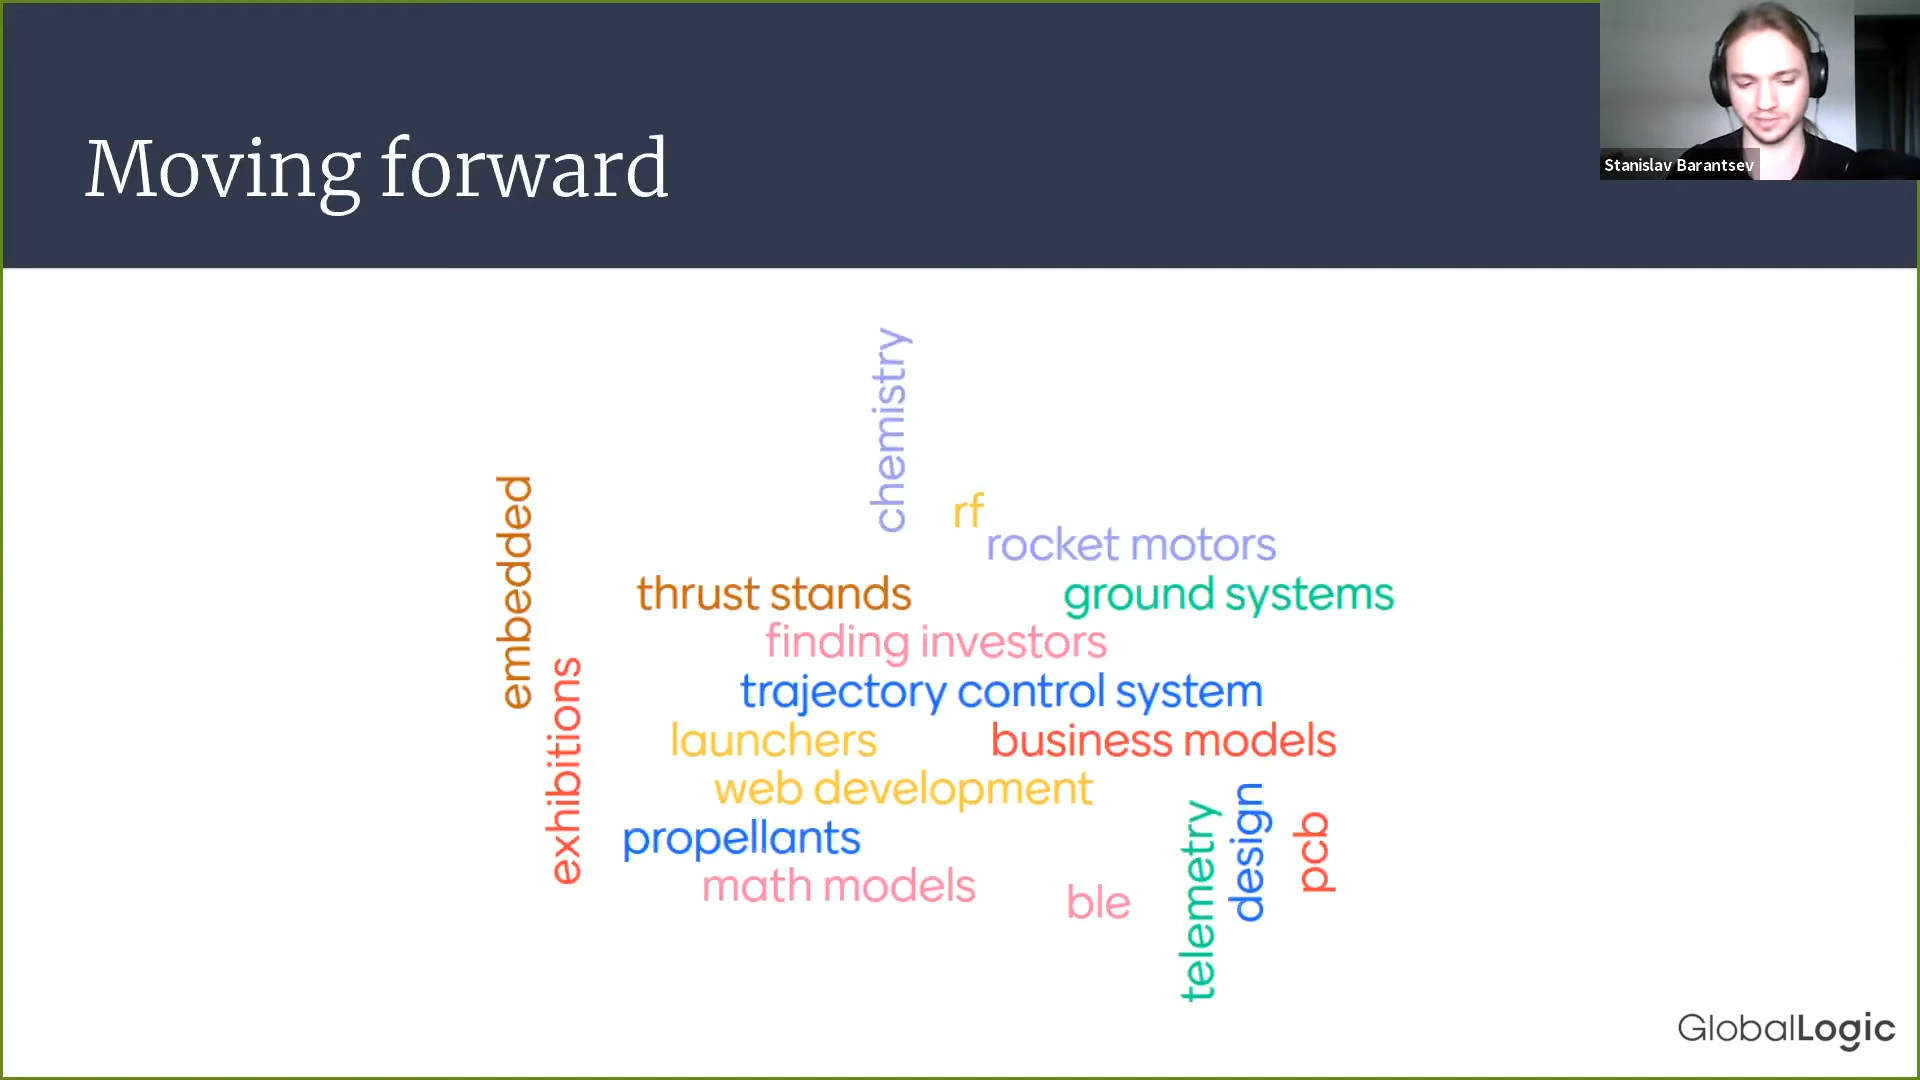 Moving forward
Stanislav Barantsev
chemistry
rf
rocket motors
embedded
thrust stands
ground systems
finding investors
exhibitions
trajectory control system
launchers
business models
web development
propellants
telemetry
design
pcb
math models
ble
GlobalLogic